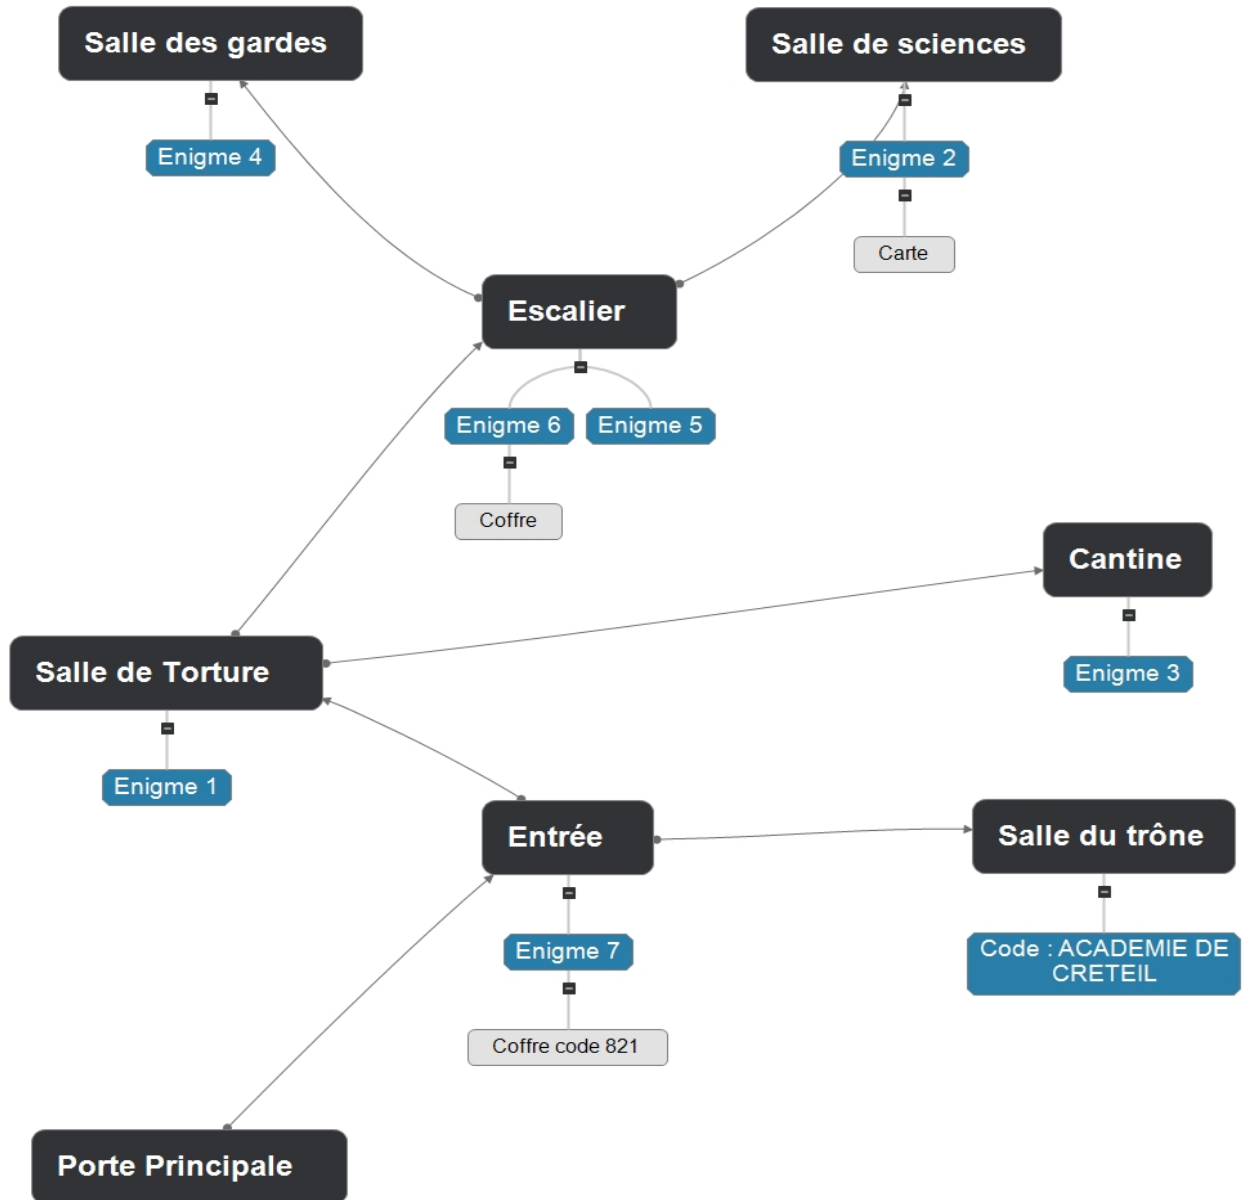 Salle des gardes
Salle de sciences
Enigme 4
Enigme 2
Carte
Escalier
Enigme 6
Enigme 5
Coffre
Cantine
Salle de Torture
Enigme 3
Enigme 1
Entrée
Salle du trône
Enigme 7
Code : ACADEMIE DE
CRETEIL
Coffre code 821
Porte Principale